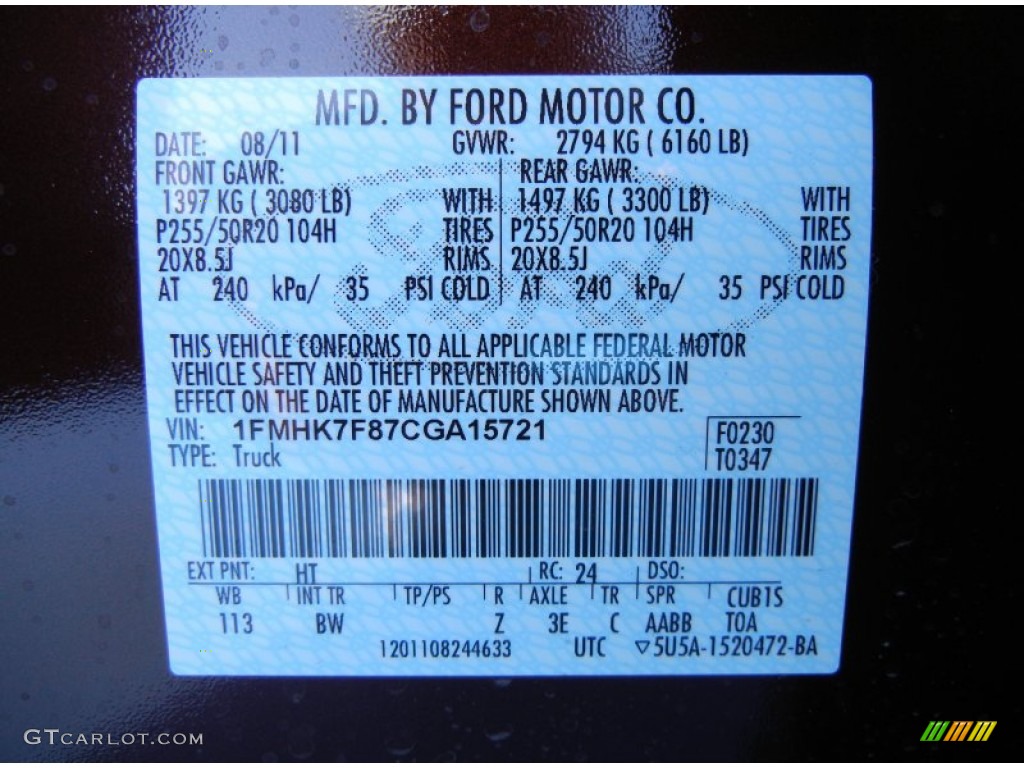 MFD. BY FORD MOTOR CO.
DATE: 08/11 GVWR: 2794 KG ( 6160 LB)
FRONT GAWR: REAR GAWR:
1397 KG ( 3080 LB) WITH 1497 KG ( 3300 LB) WITH
P255/50R20 104H TIRES P255/50R20 104H TIRES
20X8.5J RIMS 20X8.5J RIMS
AT 240 kPa/ 35 PSI COLD AT 240 kPa/ 35 PSI COLD
THIS VEHICLE CONFORMS TO ALL APPLICABLE FEDERAL MOTOR
VEHICLE SAFETY AND THEFT PREVENTION STANDARDS IN
EFFECT ON THE DATE OF MANUFACTURE SHOWN ABOVE.
VIN: 1FMHK7F87CGA15721 F0230
TYPE: Truck T0347
EXT PNT: HT RC: 24 DSO:
WB INT TR TP/PS R AXLE TR SPR CUB1S
113 BW Z 3E C AABB TOA
1201108244633 UTC ▽5U5A-1520472-BA
GTCARLOT.COM